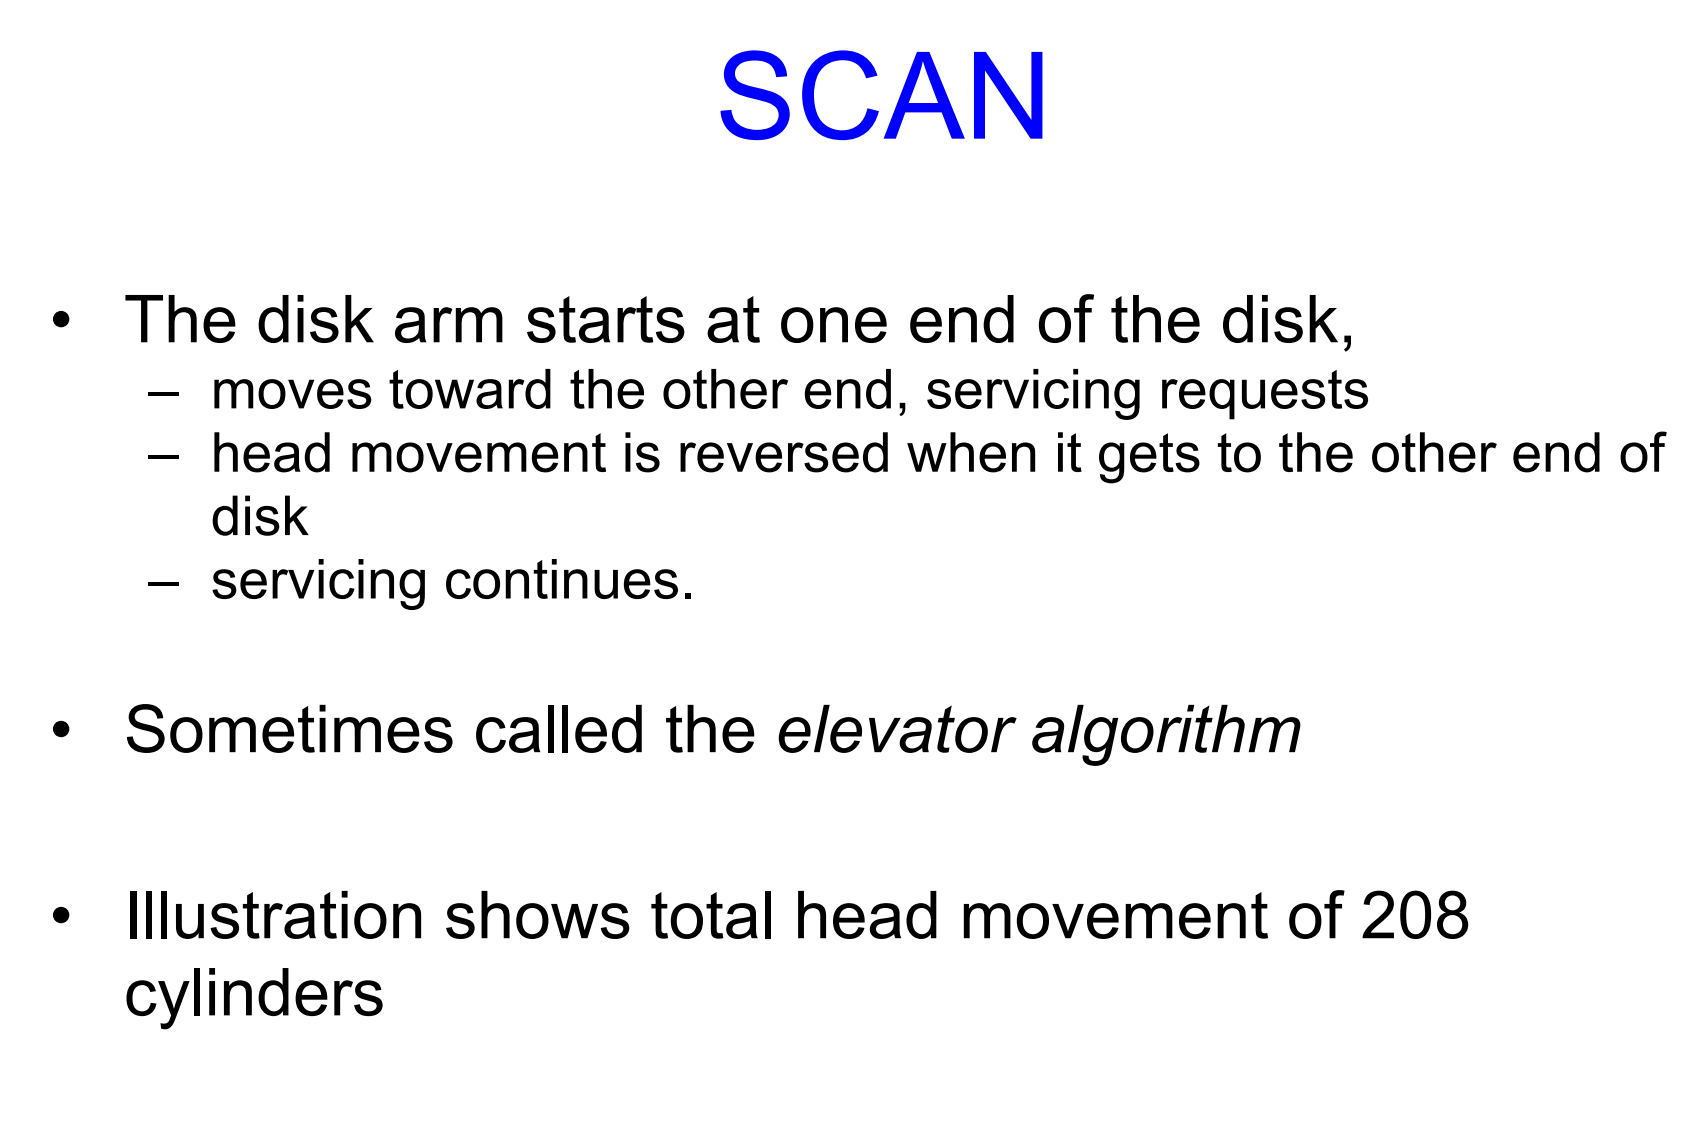 SCAN
• The disk arm starts at one end of the disk,
– moves toward the other end, servicing requests
– head movement is reversed when it gets to the other end of
disk
– servicing continues.
• Sometimes called the elevator algorithm
• Illustration shows total head movement of 208
cylinders